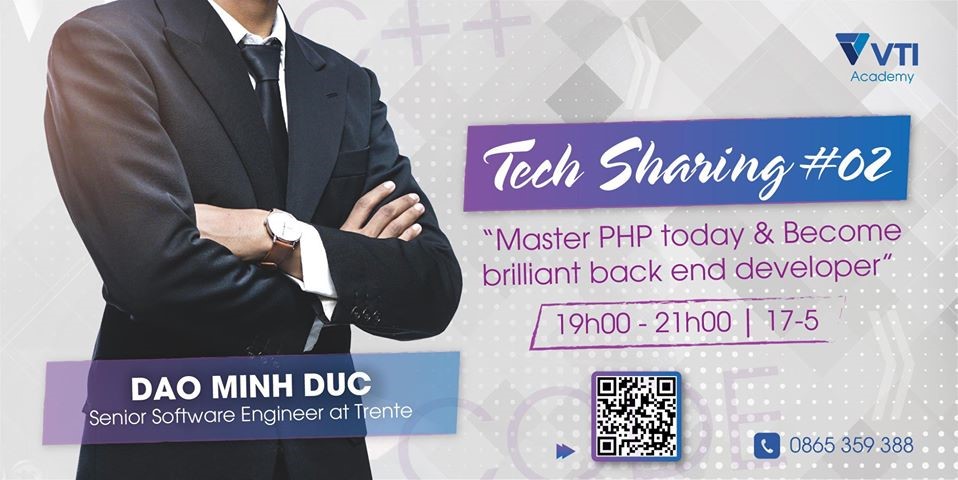 C++
VTI
Academy
Tech Sharing #02
“Master PHP today & Become
brilliant back end developer”
19h00 - 21h00 | 17-5
DAO MINH DUC
Senior Software Engineer at Trente
CODE
0865 359 388